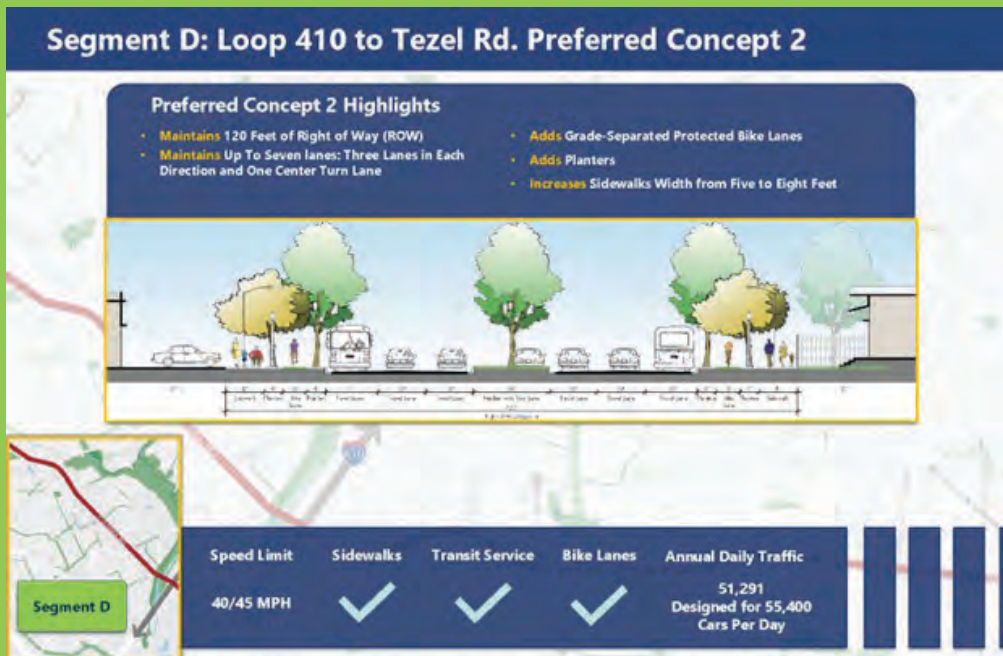 Segment D: Loop 410 to Tezel Rd. Preferred Concept 2
Preferred Concept 2 Highlights
• Maintains 120 Feet of Right of Way (ROW)
• Maintains Up To Seven lanes: Three Lanes in Each
Direction and One Center Turn Lane
• Adds Grade-Separated Protected Bike Lanes
• Adds Planters
• Increases Sidewalks Width from Five to Eight Feet
Segment D
Speed Limit
40/45 MPH
Sidewalks
Transit Service
Bike Lanes
Annual Daily Traffic
51,291
Designed for 55,400
Cars Per Day